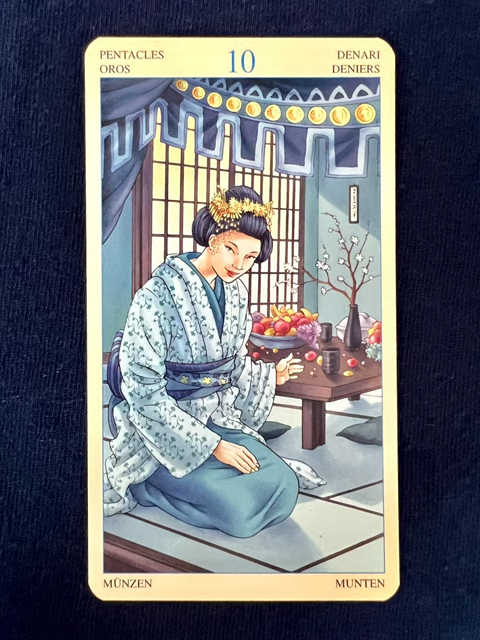 PENTACLES
OROS
10
DENARI
DENIERS
MÜNZEN
MUNTEN